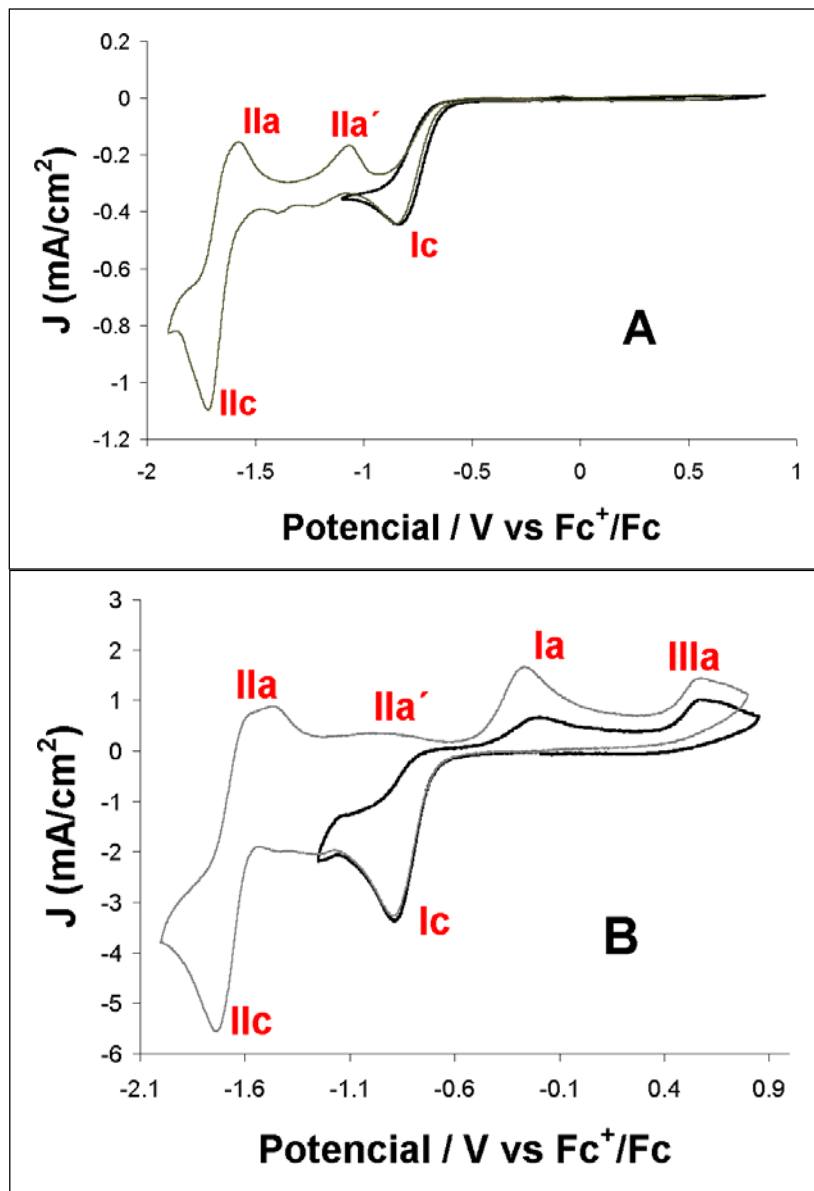 0.2
0
-0.2
-0.4
-0.6
-0.8
-1
-1.2
J (mA/cm²)
IIa
IIa´
Ic
IIc
A
-2
-1.5
-1
-0.5
0
0.5
1
Potencial / V vs Fc⁺/Fc
3
2
1
0
-1
-2
-3
-4
-5
-6
J (mA/cm²)
IIa
IIa´
Ia
IIIa
Ic
IIc
B
-2.1
-1.6
-1.1
-0.6
-0.1
0.4
0.9
Potencial / V vs Fc⁺/Fc